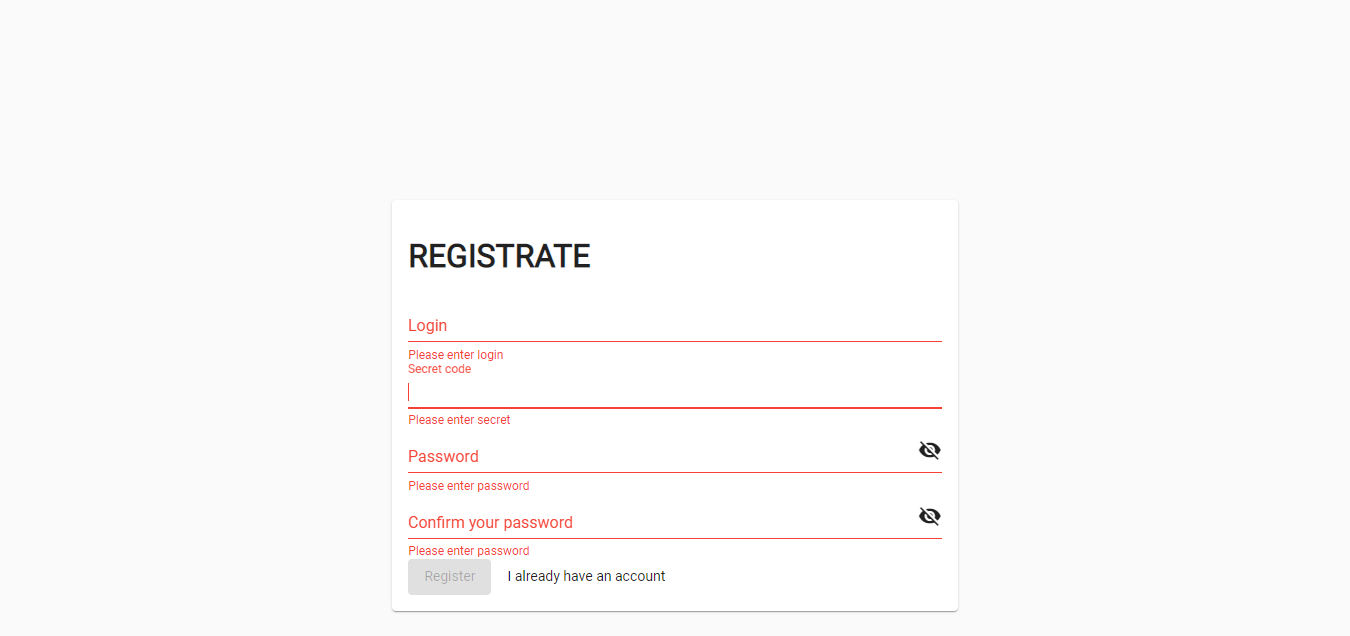 REGISTRATE
Login
Please enter login
Secret code
Please enter secret
Password
Please enter password
Confirm your password
Please enter password
Register I already have an account